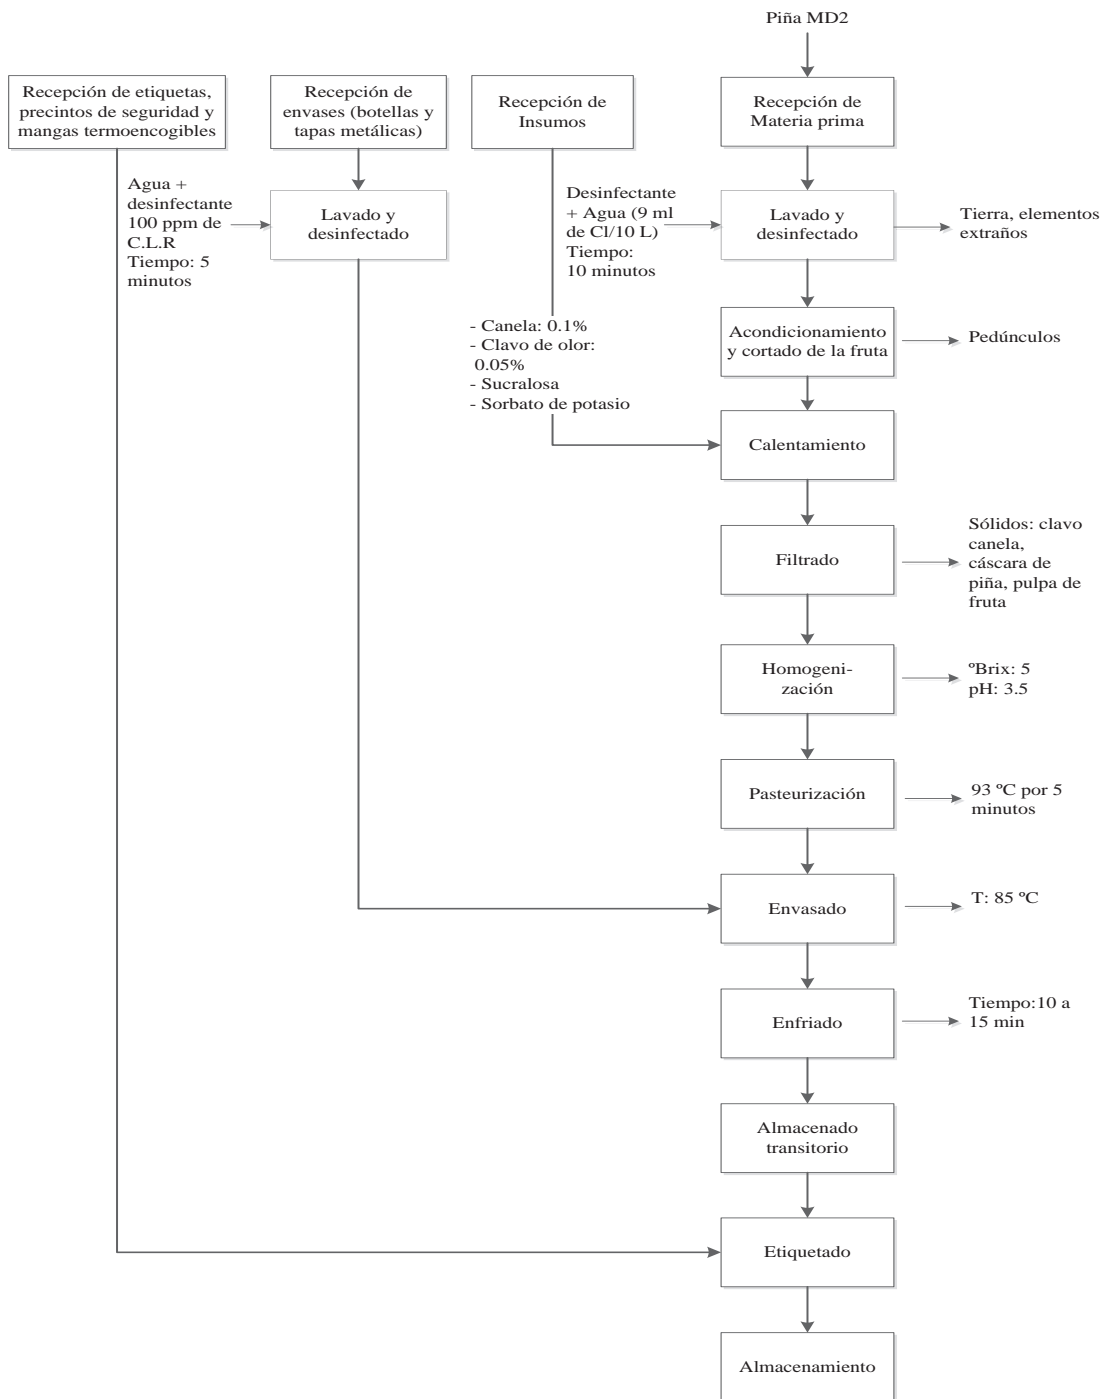 Piña MD2
Recepción de etiquetas,
precintos de seguridad y
mangas termoencogibles
Recepción de
envases (botellas y
tapas metálicas)
Recepción de
Insumos
Recepción de
Materia prima
Agua +
desinfectante
100 ppm de
C.L.R
Tiempo: 5
minutos
Lavado y
desinfectado
Desinfectante
+ Agua (9 ml
de Cl/10 L)
Tiempo:
10 minutos
Lavado y
desinfectado
Tierra, elementos
extraños
- Canela: 0.1%
- Clavo de olor:
0.05%
- Sucralosa
- Sorbato de potasio
Acondicionamiento
y cortado de la fruta
Pedúnculos
Calentamiento
Filtrado
Sólidos: clavo
canela,
cáscara de
piña, pulpa de
fruta
Homogeni-
zación
ºBrix: 5
pH: 3.5
Pasteurización
93 ºC por 5
minutos
Envasado
T: 85 ºC
Enfriado
Tiempo:10 a
15 min
Almacenado
transitorio
Etiquetado
Almacenamiento